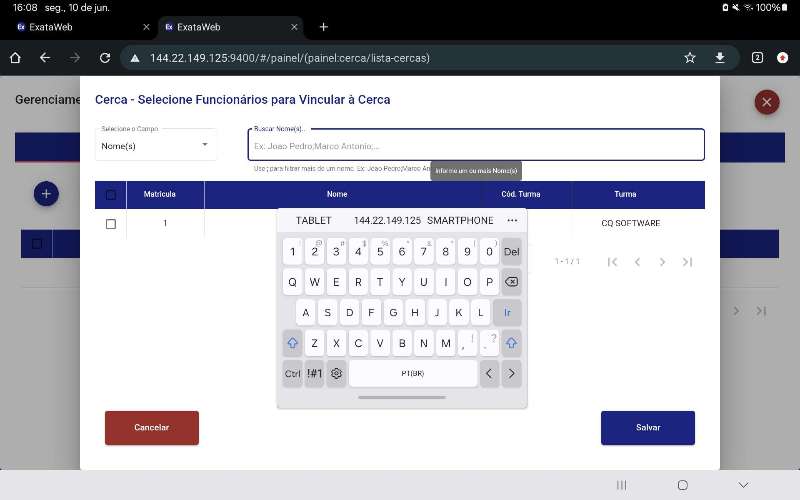 16:08 seg., 10 de jun. 100%
ExataWeb ExataWeb
144.22.149.125:9400/#/painel/(painel:cerca/lista-cercas)
Gerenciame
Cerca - Selecione Funcionários para Vincular à Cerca
Selecione o Campo Buscar Nome(s)..
Nome(s) Ex: Joao Pedro;Marco Antonio;...
Use ; para filtrar mais de um nome. Ex: Joao Pedro;Marco An
Informe um ou mais Nome(s)
Matrícula Nome Cód. Turma Turma
1 CQ SOFTWARE
TABLET 144.22.149.125 SMARTPHONE ...
1 2 3 4 5 6 7 8 9 0 Del
1 - 1 / 1
Q W E R T Y U I O P
A S D F G H J K L Ir
Z X C V B N M , ! . ?
Ctrl !#1 PT(BR) < >
Cancelar Salvar